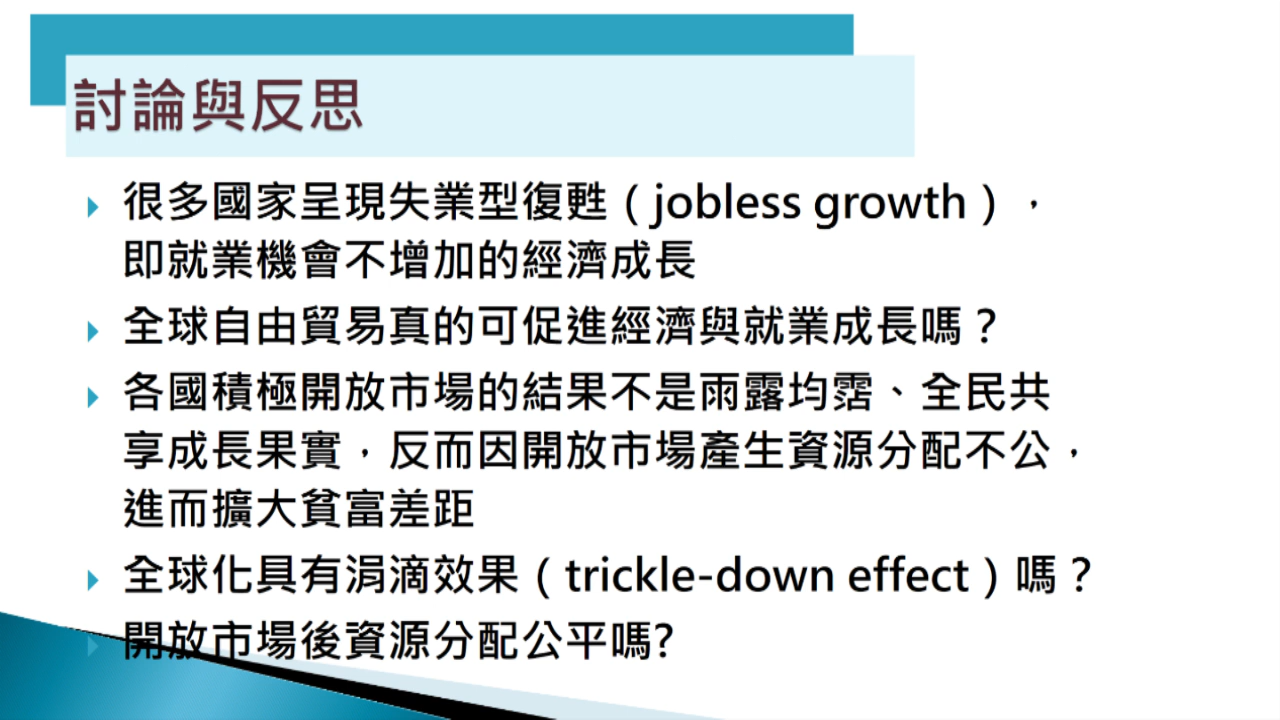 討論與反思
很多國家呈現失業型復甦（jobless growth），
即就業機會不增加的經濟成長
全球自由貿易真的可促進經濟與就業成長嗎？
各國積極開放市場的結果不是雨露均霑、全民共
享成長果實，反而因開放市場產生資源分配不公，
進而擴大貧富差距
全球化具有涓滴效果（trickle-down effect）嗎？
開放市場後資源分配公平嗎?